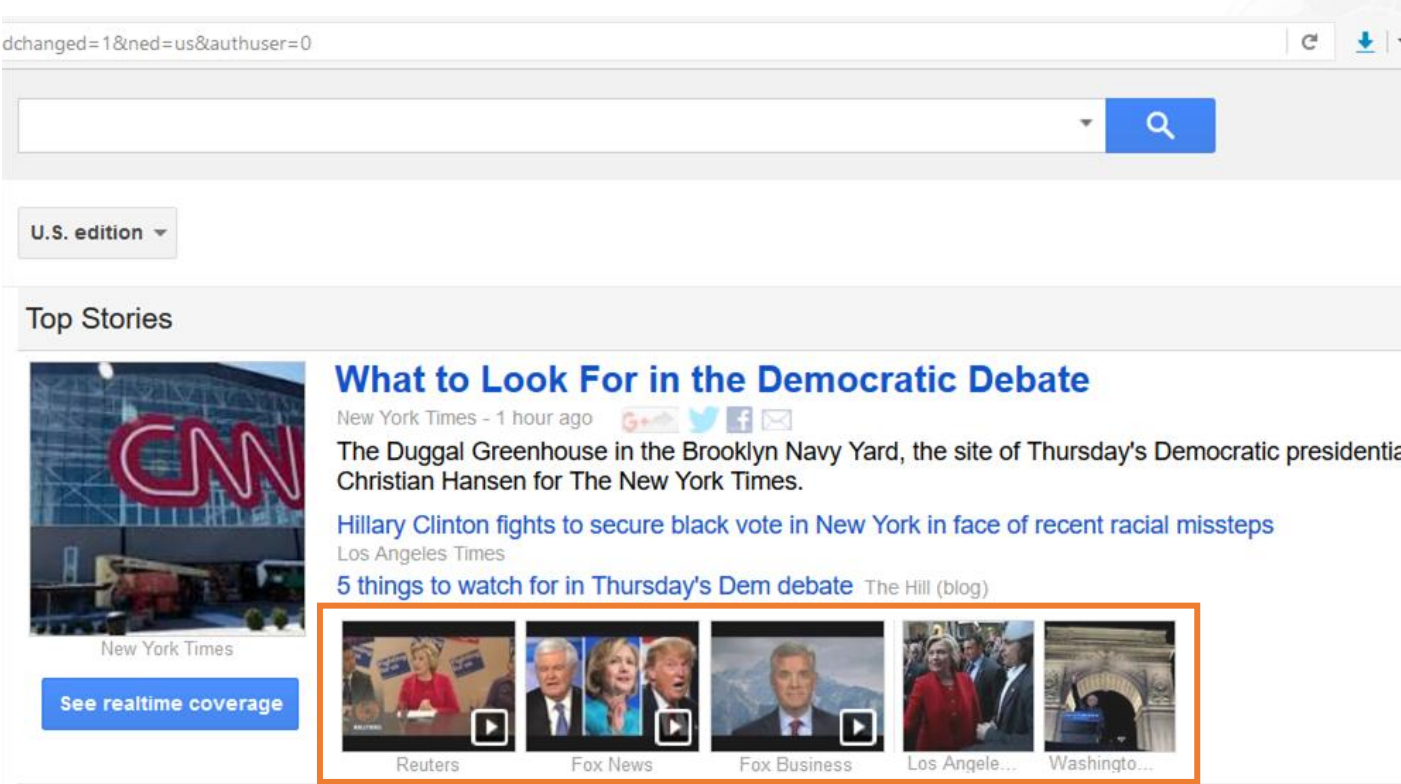 dchanged=1&ned=us&authuser=0
U.S. edition
Top Stories
CNN
What to Look For in the Democratic Debate
New York Times - 1 hour ago G+
The Duggal Greenhouse in the Brooklyn Navy Yard, the site of Thursday's Democratic presidentia
Christian Hansen for The New York Times.
Hillary Clinton fights to secure black vote in New York in face of recent racial missteps
Los Angeles Times
5 things to watch for in Thursday's Dem debate The Hill (blog)
New York Times
See realtime coverage
Reuters Fox News Fox Business Los Angele... Washingto...